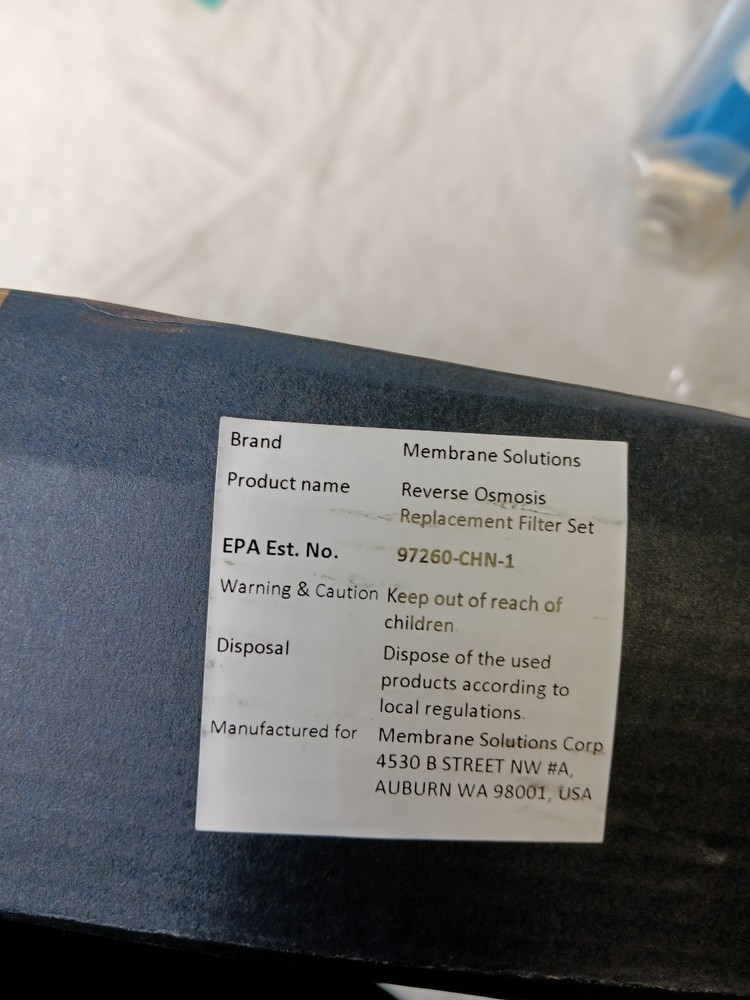 Brand Membrane Solutions
Product name Reverse Osmosis
Replacement Filter Set
EPA Est. No. 97260-CHN-1
Warning & Caution Keep out of reach of
children.
Disposal Dispose of the used
products according to
local regulations.
Manufactured for Membrane Solutions Corp
4530 B STREET NW #A,
AUBURN WA 98001, USA